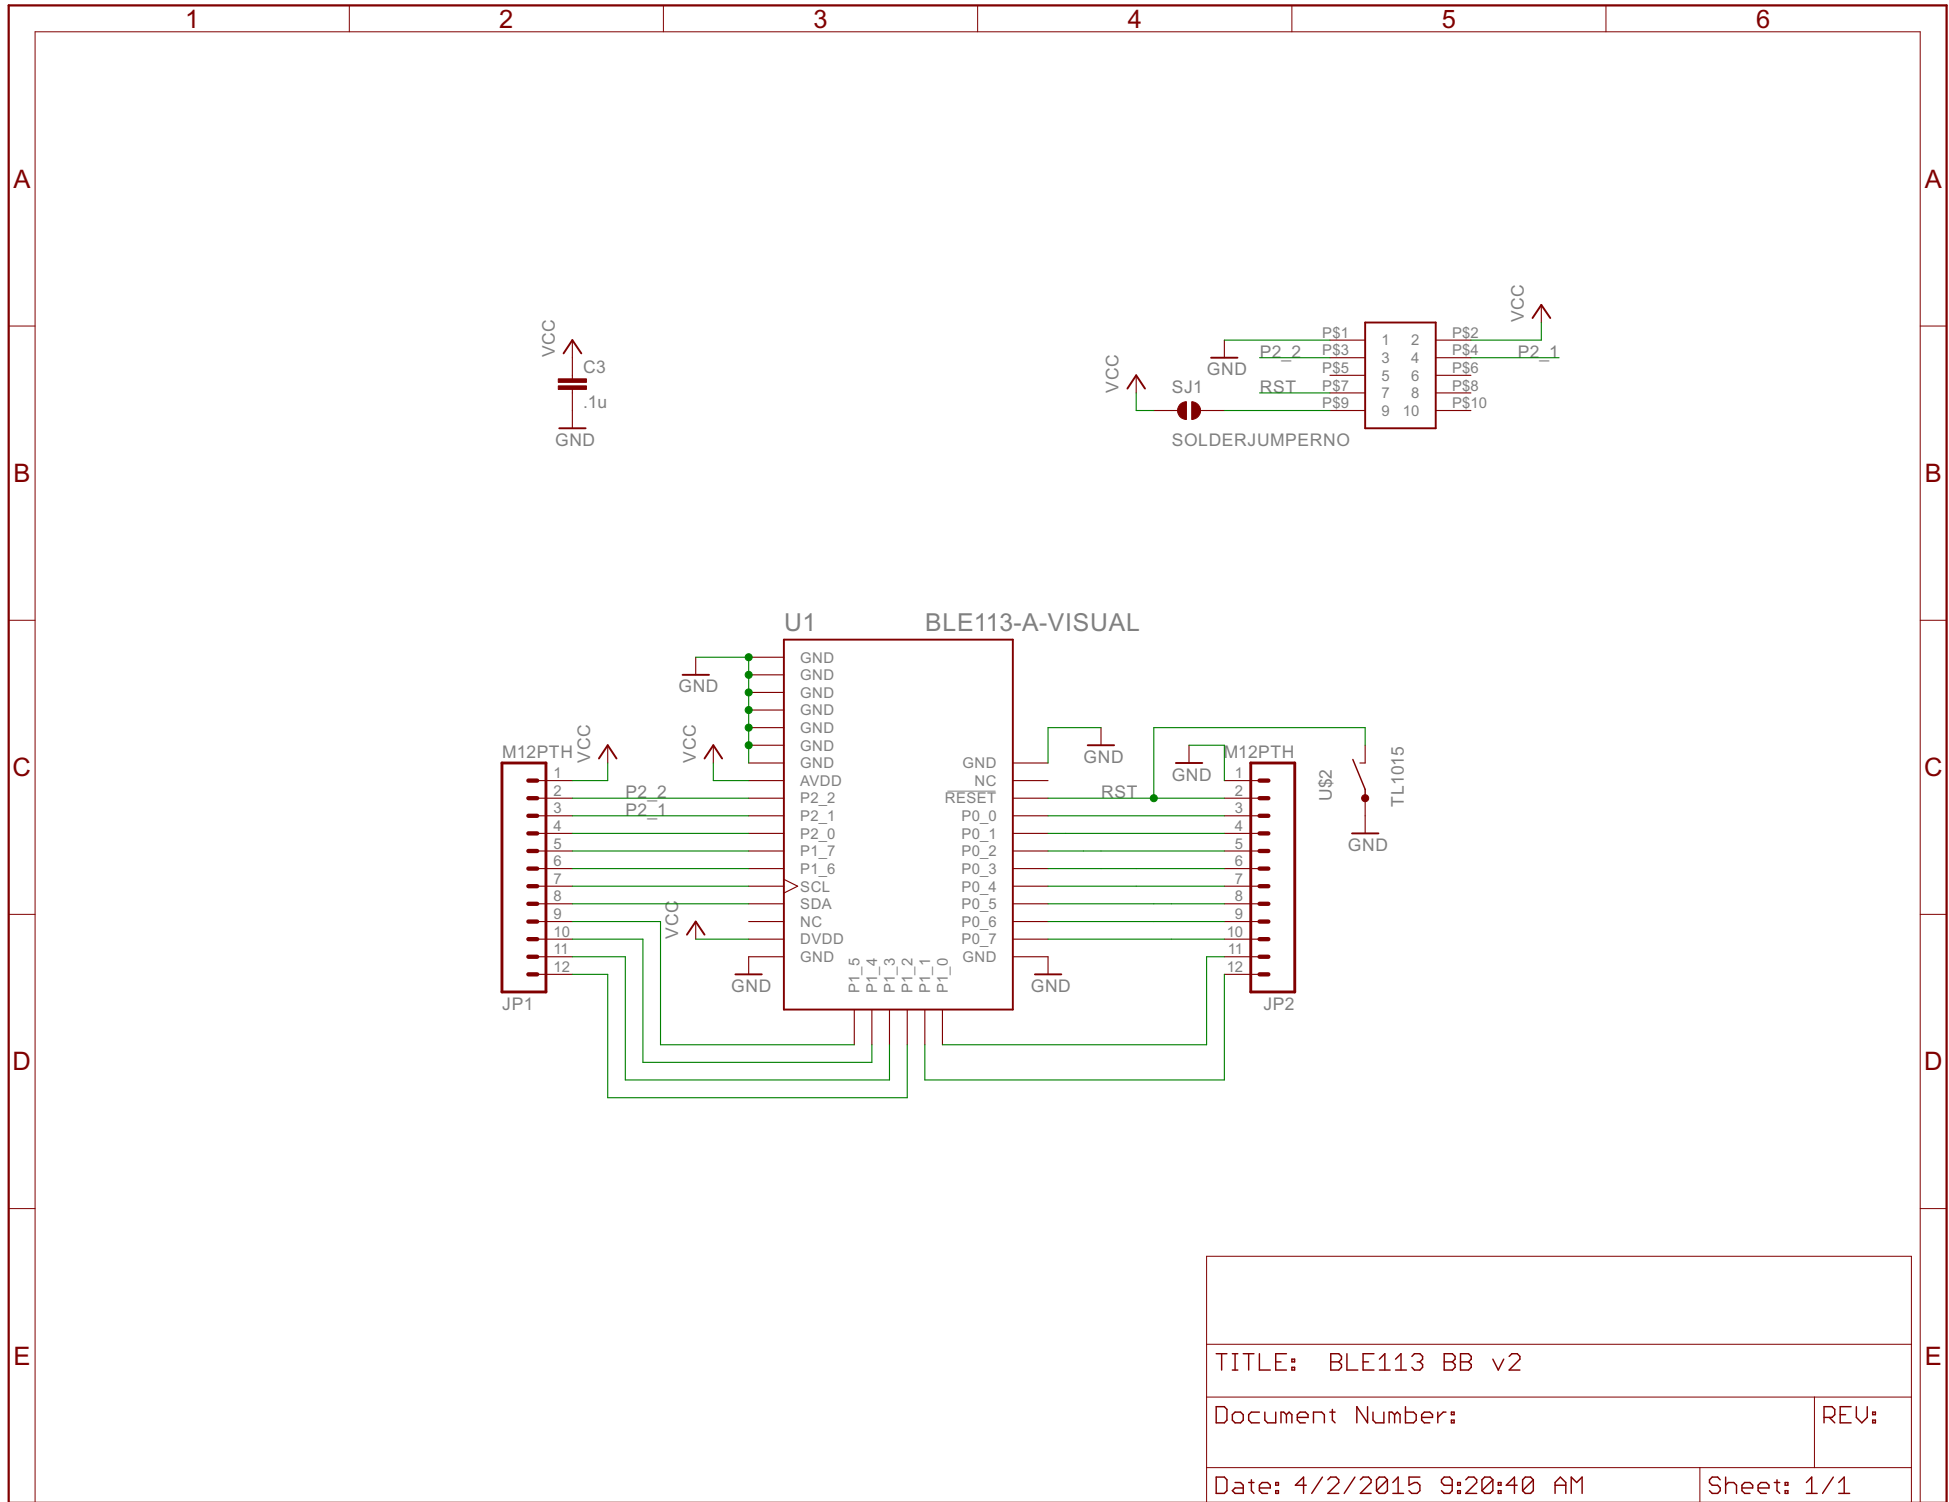 1 2 3 4 5 6
A A
VCC
C3
.1u
GND
VCC
P$1 1 2 P$2
P2_2 P$3 3 4 P$4 P2_1
GND
P$5 5 6 P$6
VCC
SJ1
RST P$7 7 8 P$8
P$9 9 10 P$10
SOLDERJUMPERNO
B B
U1 BLE113-A-VISUAL
GND
GND
GND
GND
GND
GND
GND
GND
VCC
VCC
M12PTH
GND
GND
NC
GND
M12PTH
U$2
TL1015
GND
C C
1
AVDD
1
2 P2_2 P2_2
RESET RST 2
3 P2_1 P2_1
P0_0 3
4 P2_0 P0_1 4
5 P1_7 P0_2 5
6 P1_6 P0_3 6
7 SCL P0_4 7
8 SDA P0_5 8
9 NC P0_6 9
VCC
10 DVDD P0_7 10
11 GND GND 11
12 12
GND
P1_5
P1_4
P1_3
P1_2
P1_1
P1_0
GND
JP1 JP2
D D
E E
TITLE: BLE113 BB v2
Document Number:
REV:
Date: 4/2/2015 9:20:40 AM
Sheet: 1/1